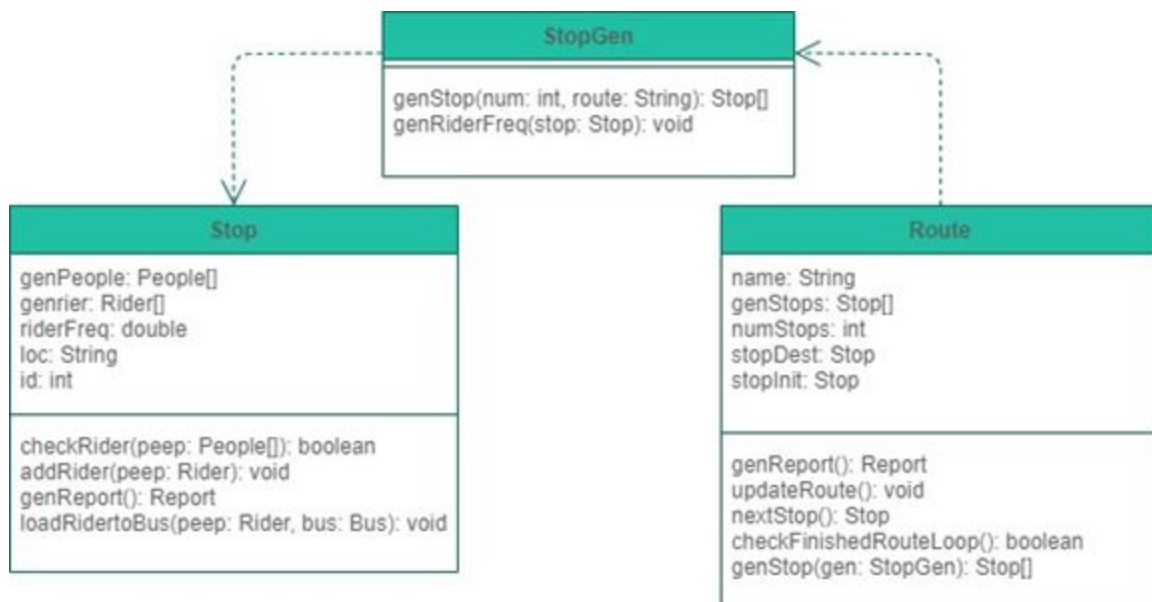 StopGen
genStop(num: int, route: String): Stop[]
genRiderFreq(stop: Stop): void
Stop
genPeople: People[]
genrier: Rider[]
riderFreq: double
loc: String
id: int
checkRider(peep: People[]): boolean
addRider(peep: Rider): void
genReport(): Report
loadRidertoBus(peep: Rider, bus: Bus): void
Route
name: String
genStops: Stop[]
numStops: int
stopDest: Stop
stopInit: Stop
genReport(): Report
updateRoute(): void
nextStop(): Stop
checkFinishedRouteLoop(): boolean
genStop(gen: StopGen): Stop[]